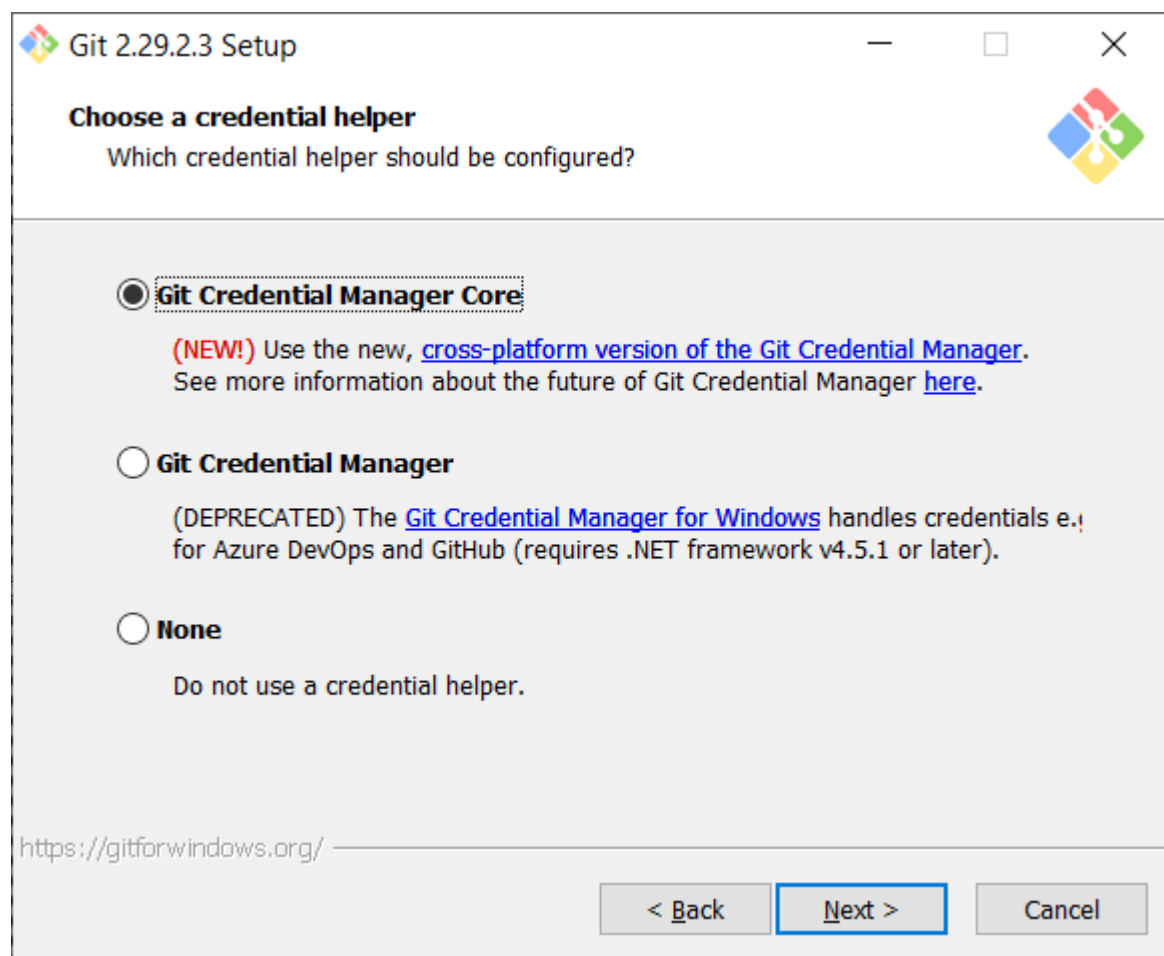 Git 2.29.2.3 Setup
Choose a credential helper
Which credential helper should be configured?
Git Credential Manager Core
(NEW!) Use the new, cross-platform version of the Git Credential Manager.
See more information about the future of Git Credential Manager here.
Git Credential Manager
(DEPRECATED) The Git Credential Manager for Windows handles credentials e.g
for Azure DevOps and GitHub (requires .NET framework v4.5.1 or later).
None
Do not use a credential helper.
https://gitforwindows.org/
< Back Next > Cancel